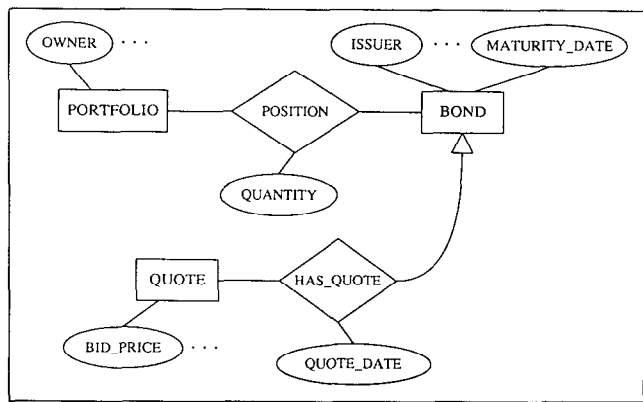 OWNER ...
ISSUER ... MATURITY_DATE
PORTFOLIO
POSITION
BOND
QUANTITY
QUOTE
HAS_QUOTE
BID_PRICE ...
QUOTE_DATE